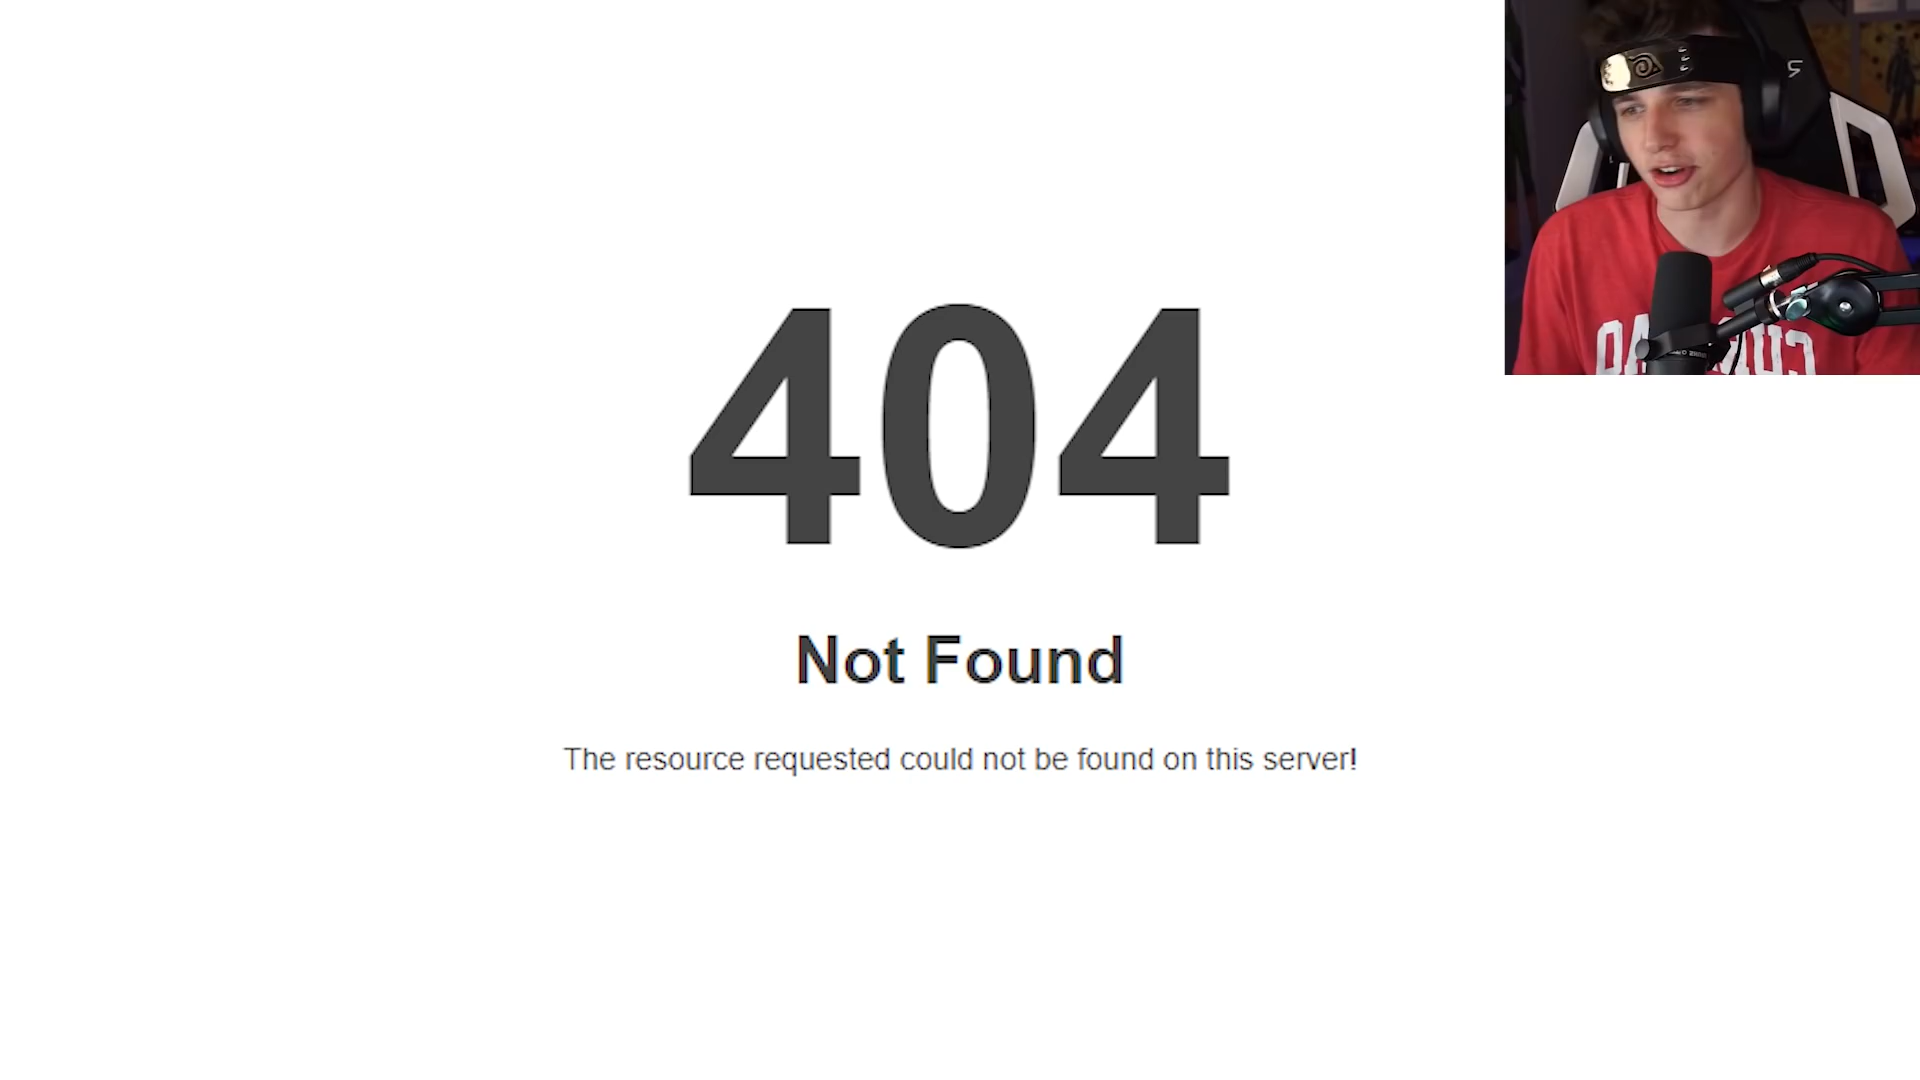 404
Not Found
The resource requested could not be found on this server!